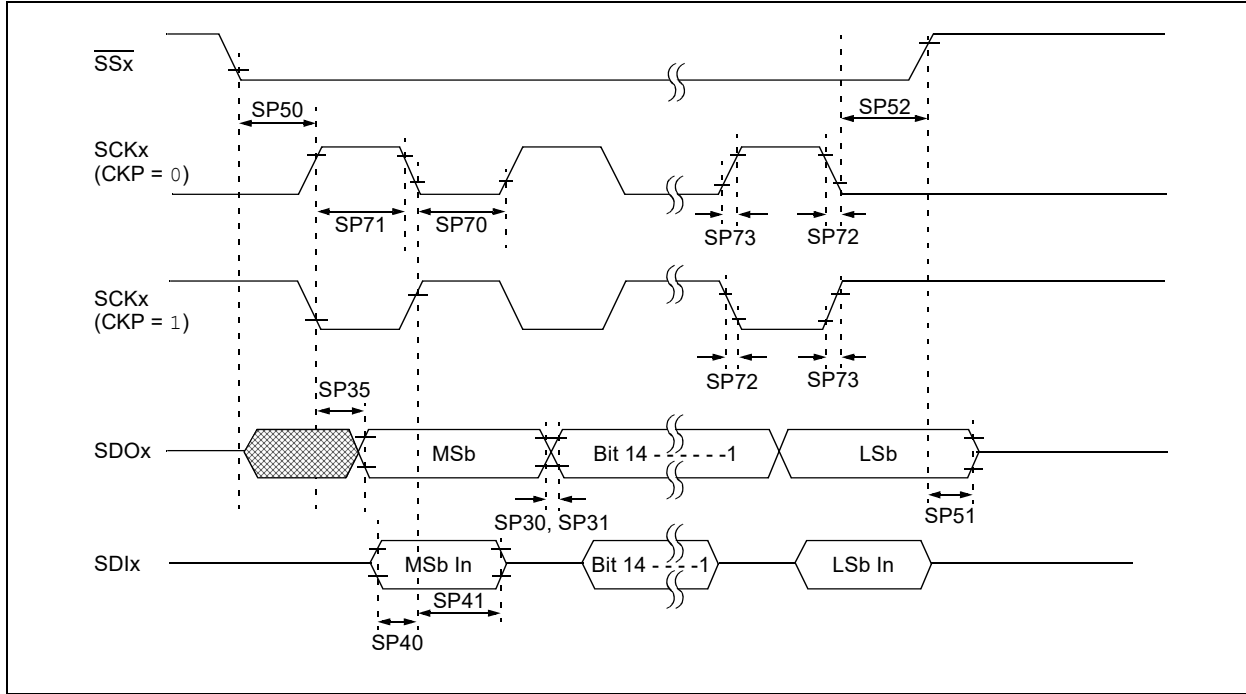 SSx
SP50
SP52
SCKx
(CKP = 0)
SP71
SP70
SP73
SP72
SCKx
(CKP = 1)
SP72
SP73
SP35
SDOx
MSb
Bit 14 - - - - - -1
LSb
SP30, SP31
SP51
SDIx
MSb In
Bit 14 - - - -1
LSb In
SP41
SP40